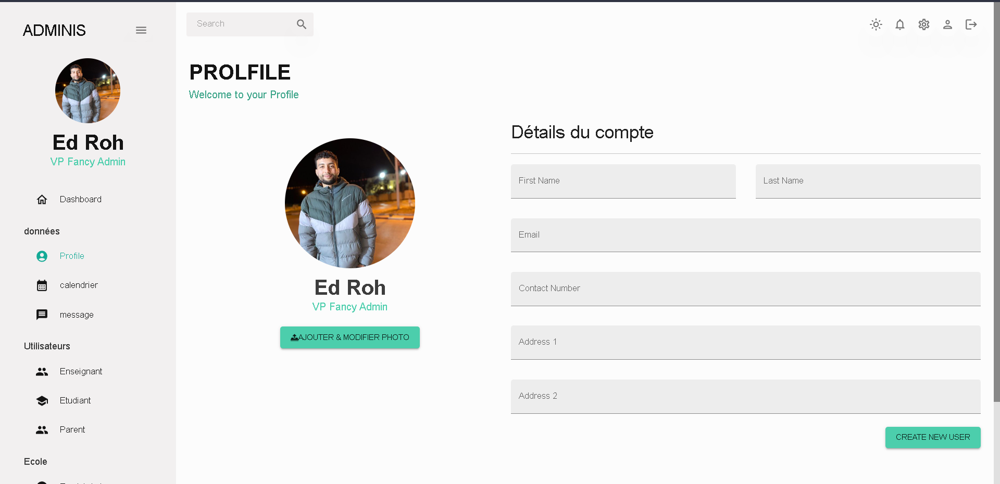 ADMINIS
Ed Roh
VP Fancy Admin
Dashboard
données
Profile
calendrier
message
Utilisateurs
Enseignant
Etudiant
Parent
Ecole
Search
PROLFILE
Welcome to your Profile
Ed Roh
VP Fancy Admin
AJOUTER & MODIFIER PHOTO
Détails du compte
First Name
Last Name
Email
Contact Number
Address 1
Address 2
CREATE NEW USER